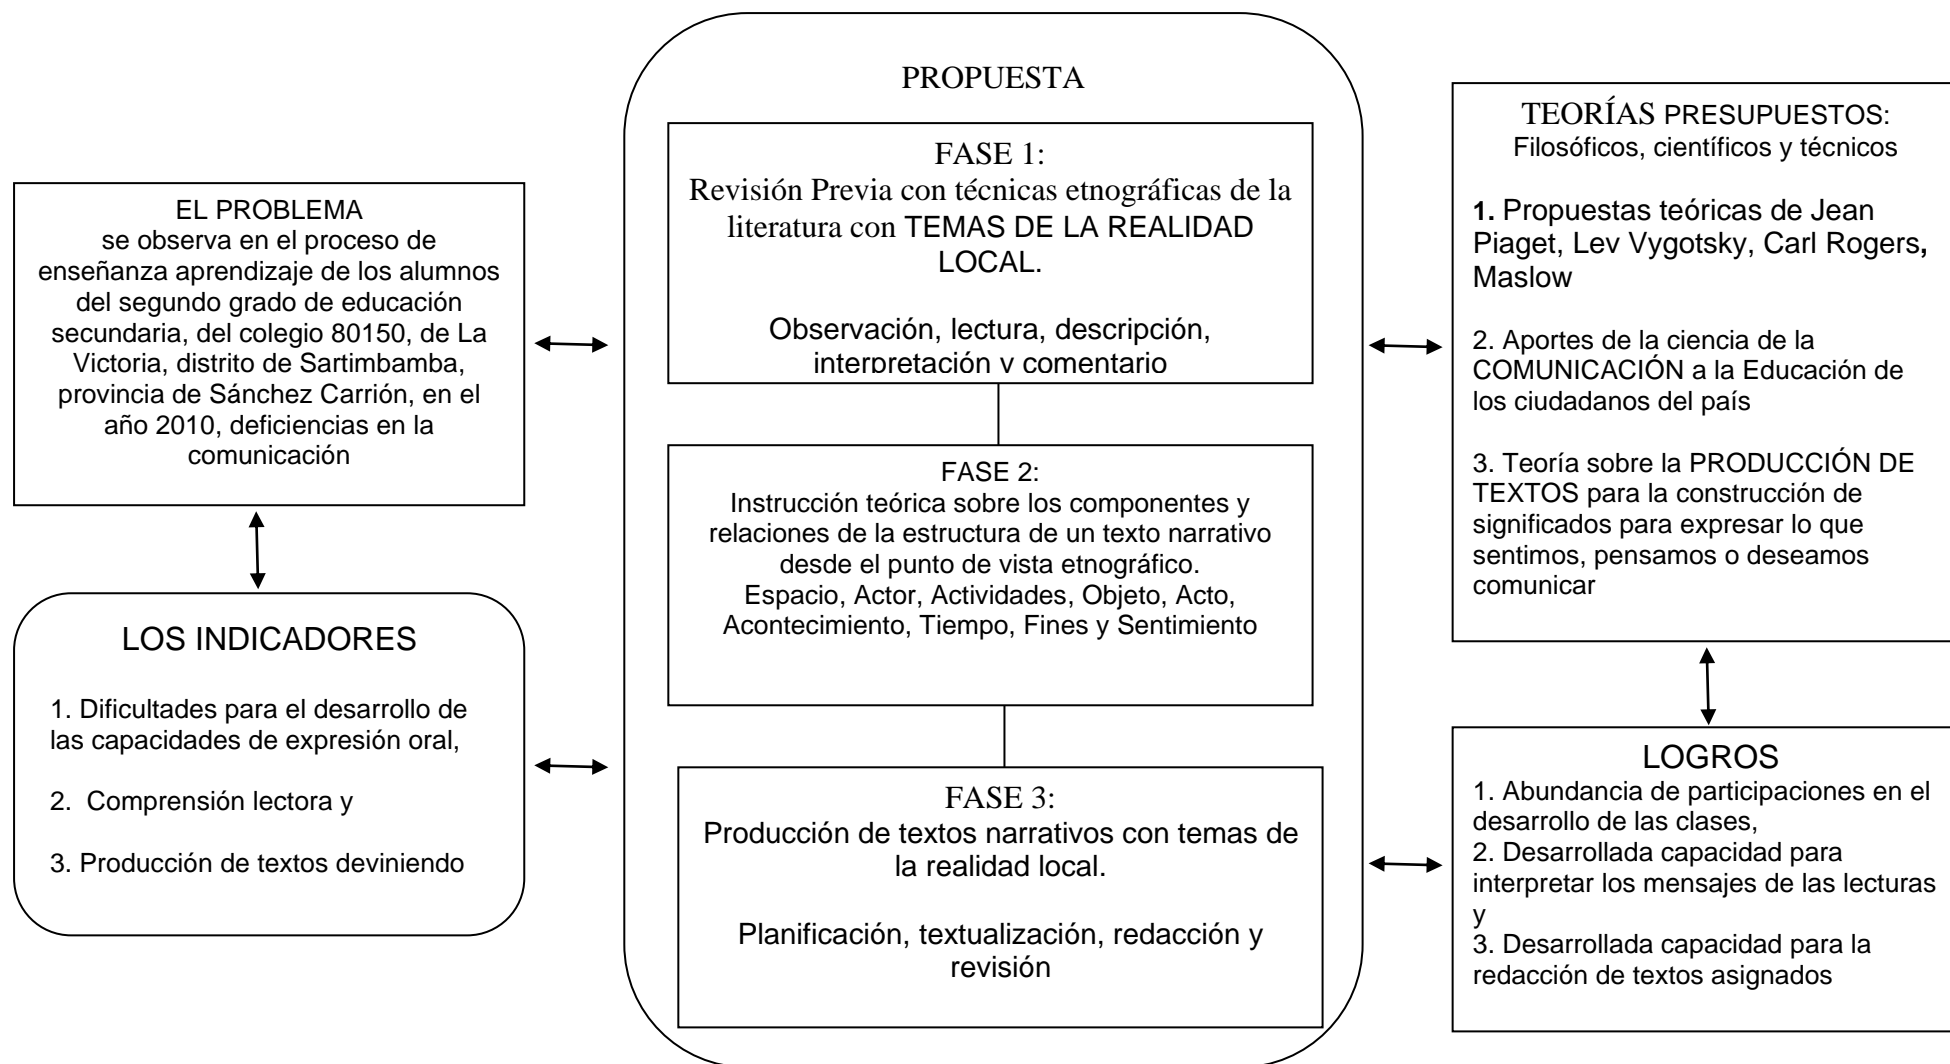 EL PROBLEMA
se observa en el proceso de
enseñanza aprendizaje de los alumnos
del segundo grado de educación
secundaria, del colegio 80150, de La
Victoria, distrito de Sartimbamba,
provincia de Sánchez Carrión, en el
año 2010, deficiencias en la
comunicación
LOS INDICADORES
1. Dificultades para el desarrollo de
las capacidades de expresión oral,
2. Comprensión lectora y
3. Producción de textos deviniendo
PROPUESTA
FASE 1:
Revisión Previa con técnicas etnográficas de la
literatura con TEMAS DE LA REALIDAD
LOCAL.
Observación, lectura, descripción,
interpretación y comentario
FASE 2:
Instrucción teórica sobre los componentes y
relaciones de la estructura de un texto narrativo
desde el punto de vista etnográfico.
Espacio, Actor, Actividades, Objeto, Acto,
Acontecimiento, Tiempo, Fines y Sentimiento
FASE 3:
Producción de textos narrativos con temas de
la realidad local.
Planificación, textualización, redacción y
revisión
TEORÍAS PRESUPUESTOS:
Filosóficos, científicos y técnicos
1. Propuestas teóricas de Jean
Piaget, Lev Vygotsky, Carl Rogers,
Maslow
2. Aportes de la ciencia de la
COMUNICACIÓN a la Educación de
los ciudadanos del país
3. Teoría sobre la PRODUCCIÓN DE
TEXTOS para la construcción de
significados para expresar lo que
sentimos, pensamos o deseamos
comunicar
LOGROS
1. Abundancia de participaciones en el
desarrollo de las clases,
2. Desarrollada capacidad para
interpretar los mensajes de las lecturas
y
3. Desarrollada capacidad para la
redacción de textos asignados